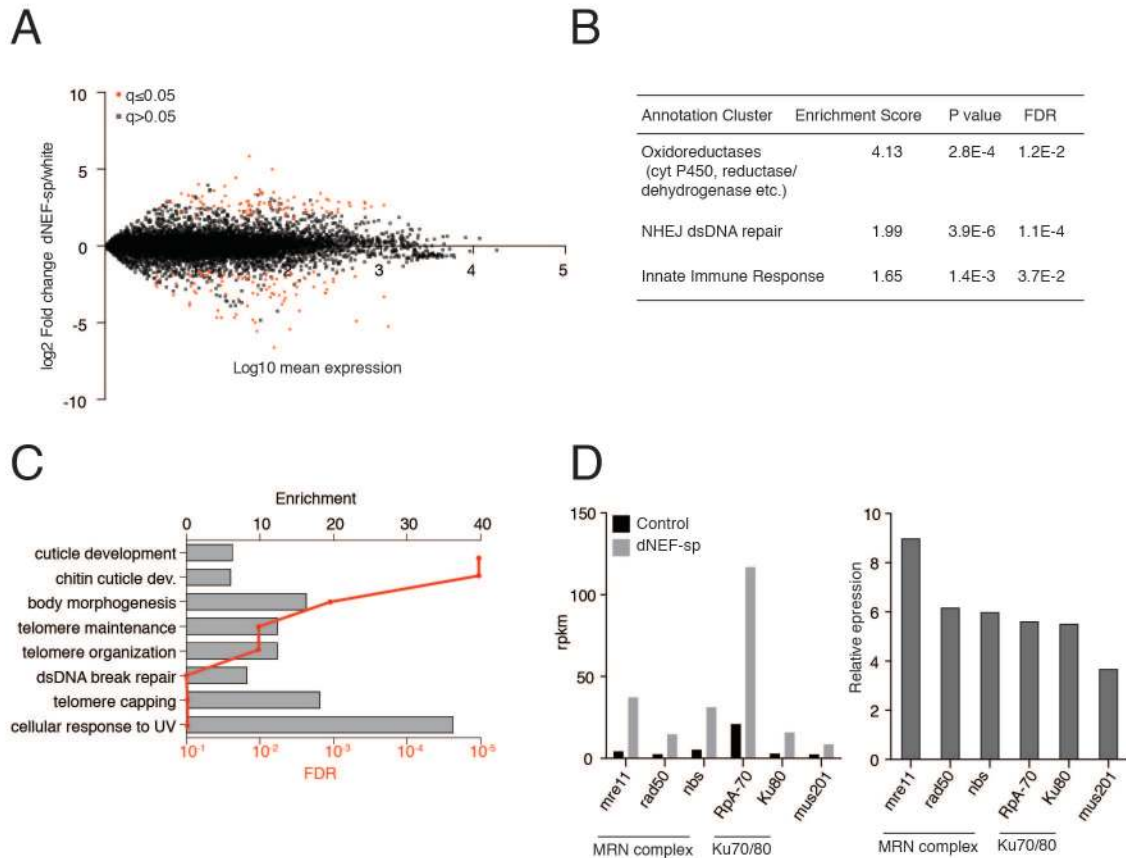 A
10
5
0
-5
-10
1
2
3
4
5
q≤0.05
q>0.05
log2 Fold change dNEF-sp/white
Log10 mean expression
B
Annotation Cluster Enrichment Score P value FDR
Oxidoreductases 4.13 2.8E-4 1.2E-2
(cyt P450, reductase/
dehydrogenase etc.)
NHEJ dsDNA repair 1.99 3.9E-6 1.1E-4
Innate Immune Response 1.65 1.4E-3 3.7E-2
C
Enrichment
0 10 20 30 40
cuticle development
chitin cuticle dev.
body morphogenesis
telomere maintenance
telomere organization
dsDNA break repair
telomere capping
cellular response to UV
10⁻¹ 10⁻² 10⁻³ 10⁻⁴ 10⁻⁵
FDR
D
150
100
50
0
rpkm
Control
dNEF-sp
mre11 rad50 nbs RpA-70 Ku80 mus201
MRN complex Ku70/80
10
8
6
4
2
0
Relative epression
mre11 rad50 nbs RpA-70 Ku80 mus201
MRN complex Ku70/80